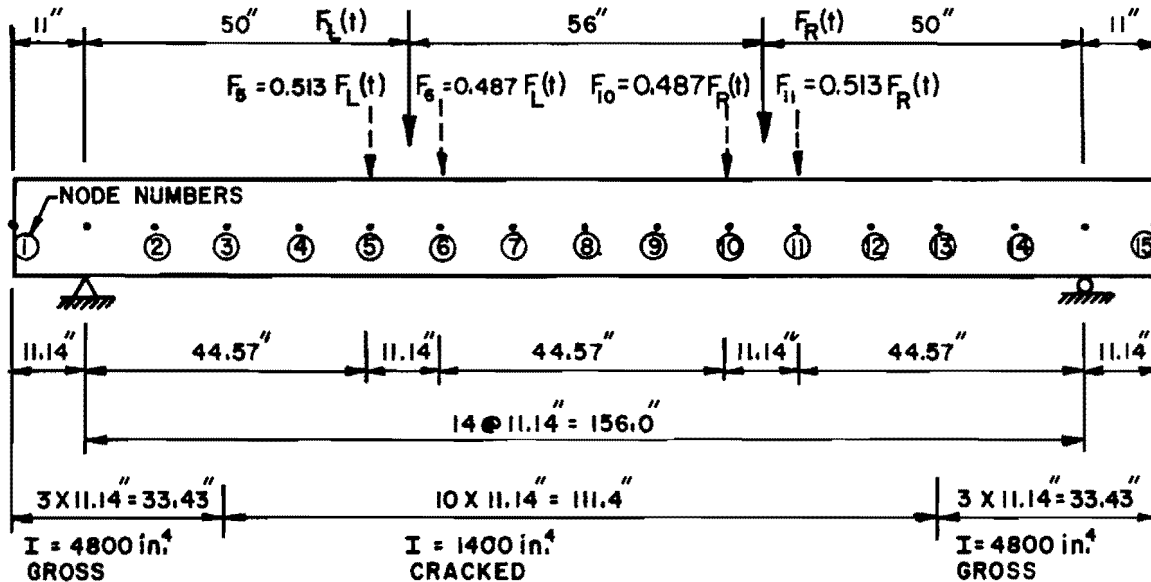 11" 50" F_L(t) 56" F_R(t) 50" 11"
F_5 = 0.513 F_L(t) F_6 = 0.487 F_L(t) F_10 = 0.487 F_R(t) F_11 = 0.513 F_R(t)
NODE NUMBERS
1 2 3 4 5 6 7 8 9 10 11 12 13 14 15
11.14" 44.57" 11.14" 44.57" 11.14" 44.57" 11.14"
14 @ 11.14" = 156.0"
3 X 11.14" = 33.43" 10 X 11.14" = 111.4" 3 X 11.14" = 33.43"
I = 4800 in.⁴ I = 1400 in.⁴ I = 4800 in.⁴
GROSS CRACKED GROSS